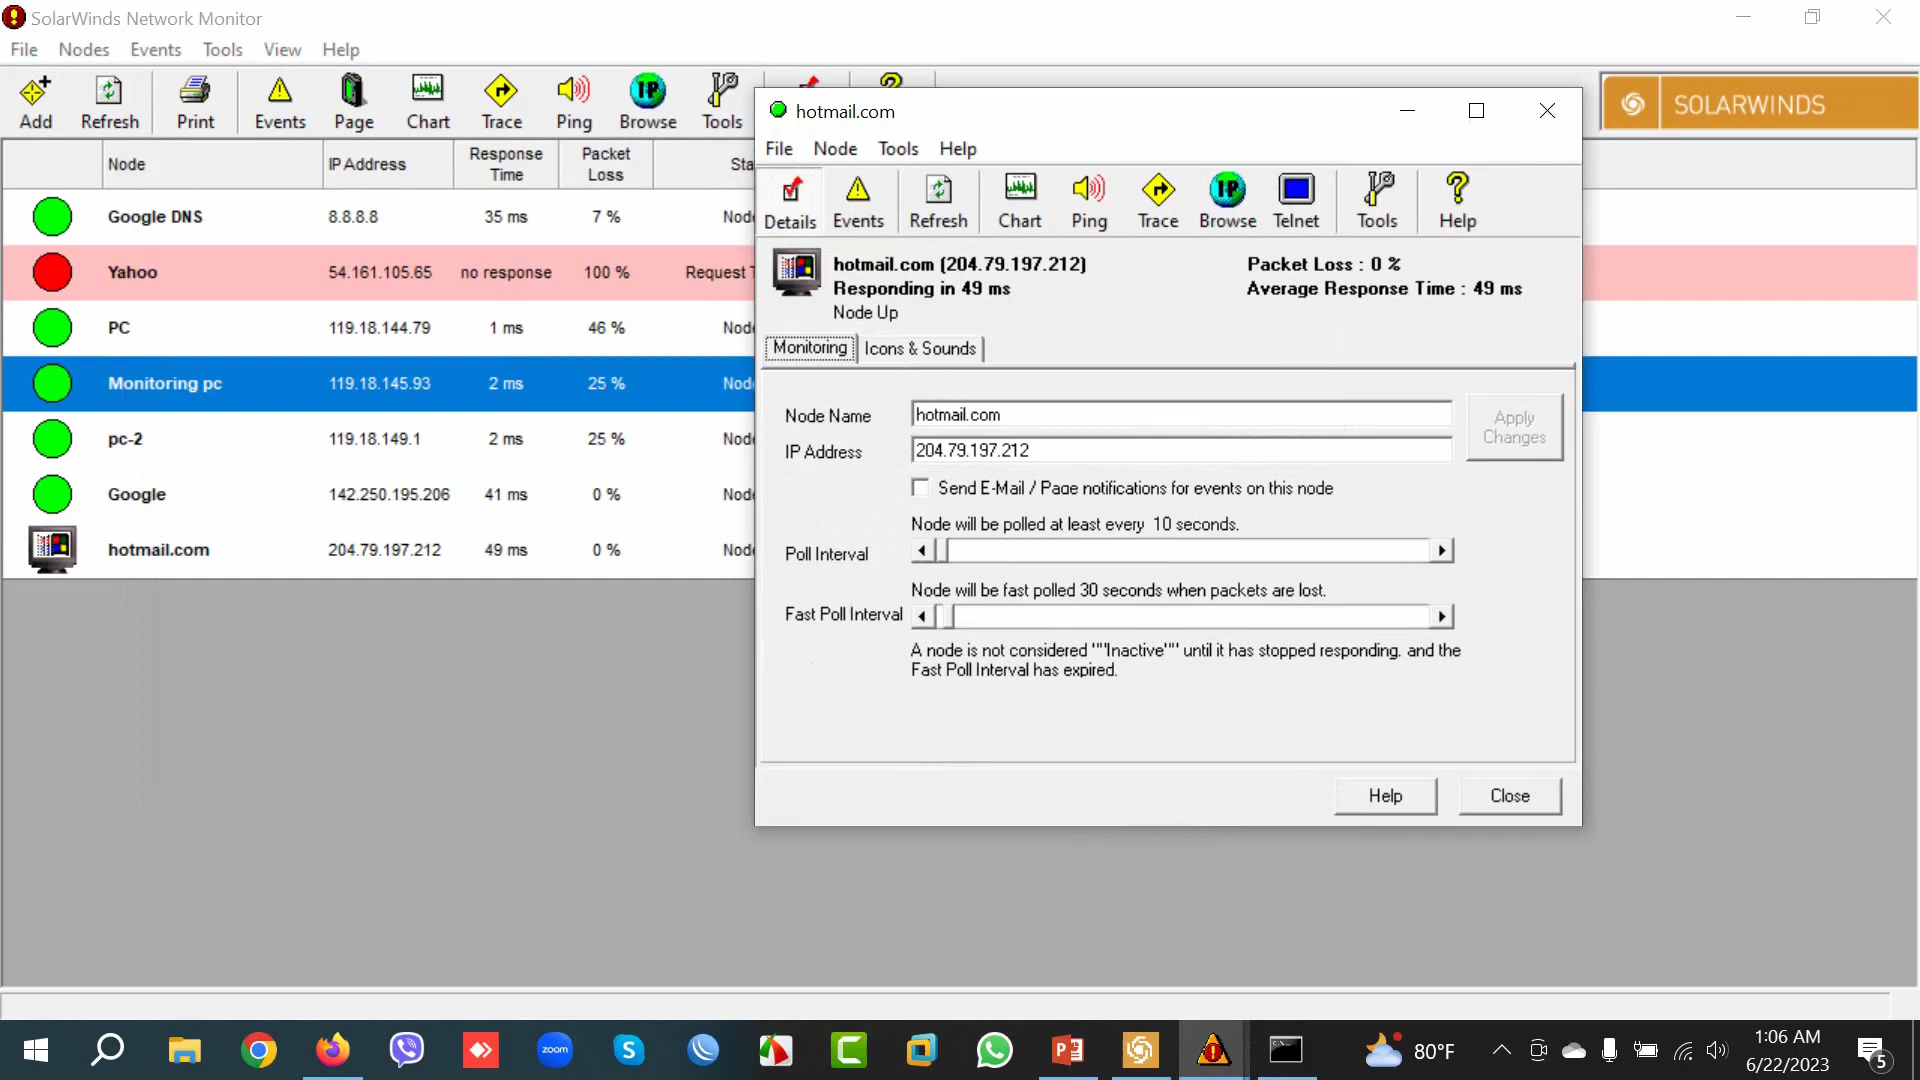 SolarWinds Network Monitor
File Nodes Events Tools View Help
Add Refresh Print Events Page Chart Trace Ping Browse Tools
SOLARWINDS
Node IP Address Response Time Packet Loss Sta
Google DNS 8.8.8.8 35 ms 7 % Node
Yahoo 54.161.105.65 no response 100 % Request T
PC 119.18.144.79 1 ms 46 % Node
Monitoring pc 119.18.145.93 2 ms 25 % Node
pc-2 119.18.149.1 2 ms 25 % Node
Google 142.250.195.206 41 ms 0 % Node
hotmail.com 204.79.197.212 49 ms 0 % Node
hotmail.com
File Node Tools Help
Details Events Refresh Chart Ping Trace Browse Telnet Tools Help
hotmail.com (204.79.197.212) Packet Loss : 0 %
Responding in 49 ms Average Response Time : 49 ms
Node Up
Monitoring Icons & Sounds
Node Name hotmail.com
Apply Changes
IP Address 204.79.197.212
Send E-Mail / Page notifications for events on this node
Node will be polled at least every 10 seconds.
Poll Interval
Node will be fast polled 30 seconds when packets are lost.
Fast Poll Interval
A node is not considered ""Inactive"" until it has stopped responding. and the
Fast Poll Interval has expired.
Help Close
zoom
80°F
1:06 AM
6/22/2023
5